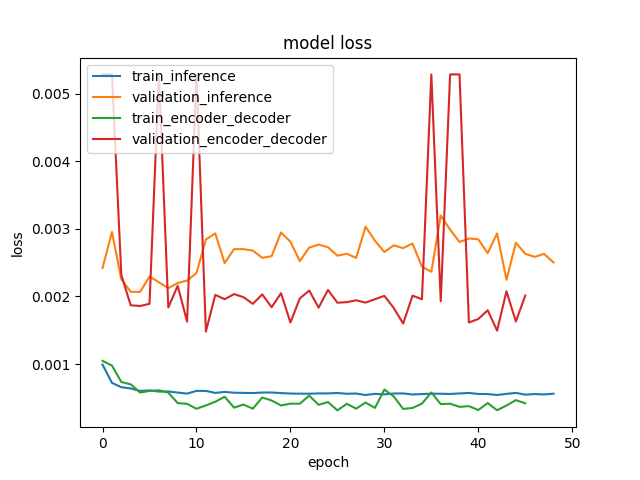 model loss
train_inference
validation_inference
train_encoder_decoder
validation_encoder_decoder
loss
0.005
0.004
0.003
0.002
0.001
0 10 20 30 40 50
epoch